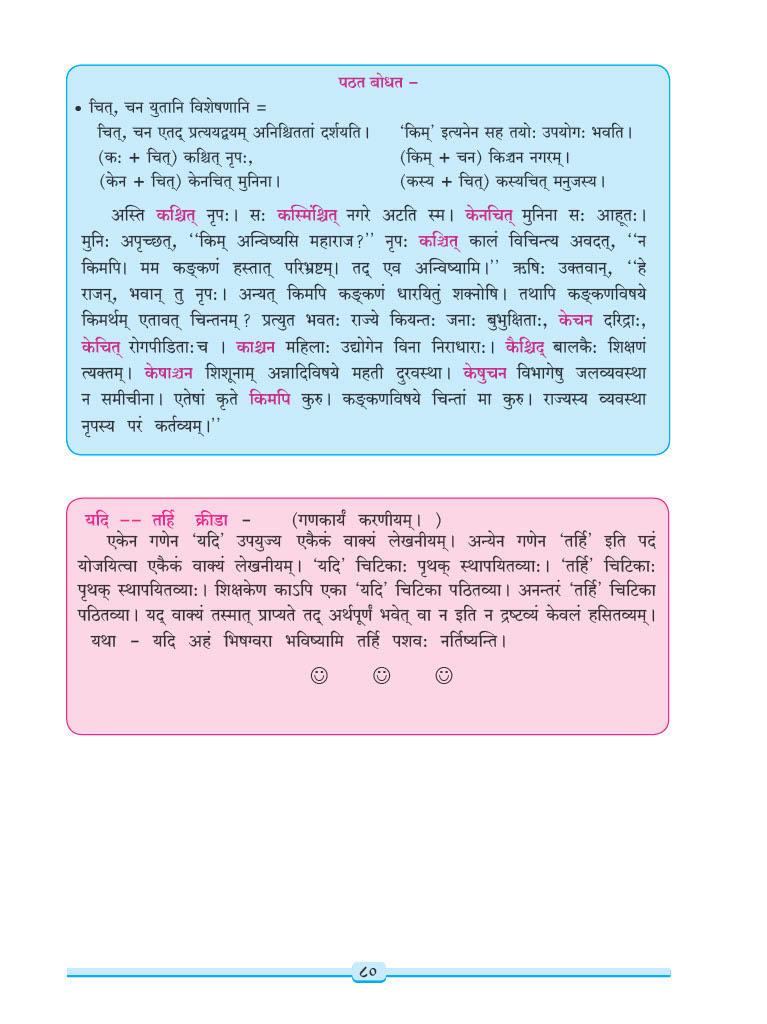 पठत बोधत –
• चित्, चन युतानि विशेषणानि =
चित्, चन एतद् प्रत्ययद्वयम् अनिश्चिततां दर्शयति। ‘किम्’ इत्यनेन सह तयोः उपयोगः भवति।
(कः + चित्) कश्चित् नृपः, (किम् + चन) किञ्चन नगरम्।
(केन + चित्) केनचित् मुनिना। (कस्य + चित्) कस्यचित् मनुजस्य।
अस्ति कश्चित् नृपः। सः कस्मिंश्चित् नगरे अटति स्म। केनचित् मुनिना सः आहूतः।
मुनिः अपृच्छत्, ‘‘किम् अन्विष्यसि महाराज?’’ नृपः कञ्चित् कालं विचिन्त्य अवदत्, ‘‘न
किमपि। मम कङ्कणं हस्तात् परिभ्रष्टम्। तद् एव अन्विष्यामि।’’ ऋषिः उक्तवान्, ‘‘हे
राजन्, भवान् तु नृपः। अन्यत् किमपि कङ्कणं धारयितुं शक्नोषि। तथापि कङ्कणविषये
किमर्थम् एतावत् चिन्तनम्? प्रत्युत भवतः राज्ये कियन्तः जनाः बुभुक्षिताः, केचन दरिद्राः,
केचित् रोगपीडिताःच । काश्चन महिलाः उद्योगेन विना निराधाराः। कैश्चिद् बालकैः शिक्षणं
त्यक्तम्। केषाञ्चन शिशूनाम् अन्नादिविषये महती दुरवस्था। केषुचन विभागेषु जलव्यवस्था
न समीचीना। एतेषां कृते किमपि कुरु। कङ्कणविषये चिन्तां मा कुरु। राज्यस्य व्यवस्था
नृपस्य परं कर्तव्यम्।’’
यदि –– तर्हि क्रीडा - (गणकार्यं करणीयम्। )
एकेन गणेन ‘यदि’ उपयुज्य एकैकं वाक्यं लेखनीयम्। अन्येन गणेन ‘तर्हि’ इति पदं
योजयित्वा एकैकं वाक्यं लेखनीयम्। ‘यदि’ चिटिकाः पृथक् स्थापयितव्याः। ‘तर्हि’ चिटिकाः
पृथक् स्थापयितव्याः। शिक्षकेण काऽपि एका ‘यदि’ चिटिका पठितव्या। अनन्तरं ‘तर्हि’ चिटिका
पठितव्या। यद् वाक्यं तस्मात् प्राप्यते तद् अर्थपूर्णं भवेत् वा न इति न द्रष्टव्यं केवलं हसितव्यम्।
यथा – यदि अहं भिषग्वरा भविष्यामि तर्हि पशवः नर्तिष्यन्ति।
८०